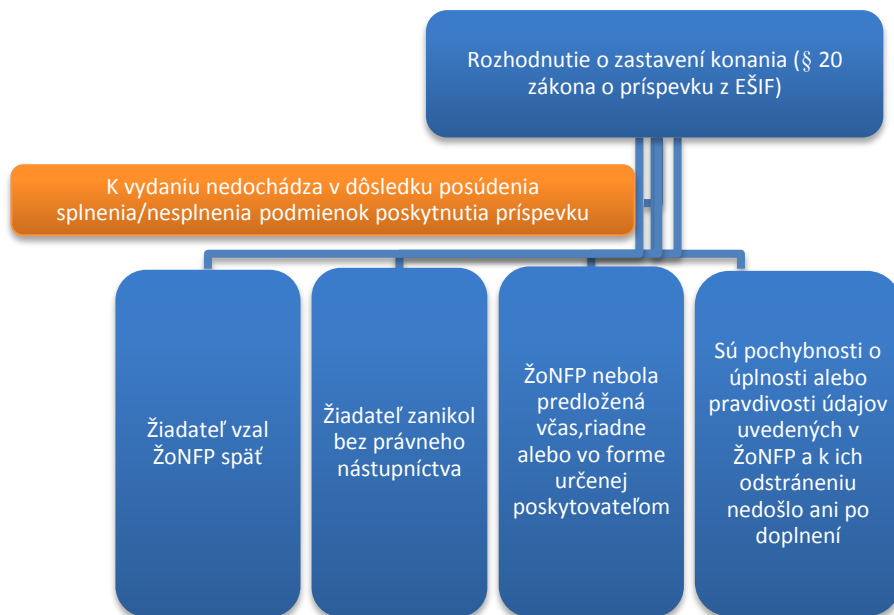 Rozhodnutie o zastavení konania (§ 20
zákona o príspevku z EŠIF)
K vydaniu nedochádza v dôsledku posúdenia
splnenia/nesplnenia podmienok poskytnutia príspevku
Žiadateľ vzal
ŽoNFP späť
Žiadateľ zanikol
bez právneho
nástupníctva
ŽoNFP nebola
predložená
včas,riadne
alebo vo forme
určenej
poskytovateľom
Sú pochybnosti o
úplnosti alebo
pravdivosti údajov
uvedených v
ŽoNFP a k ich
odstráneniu
nedošlo ani po
doplnení